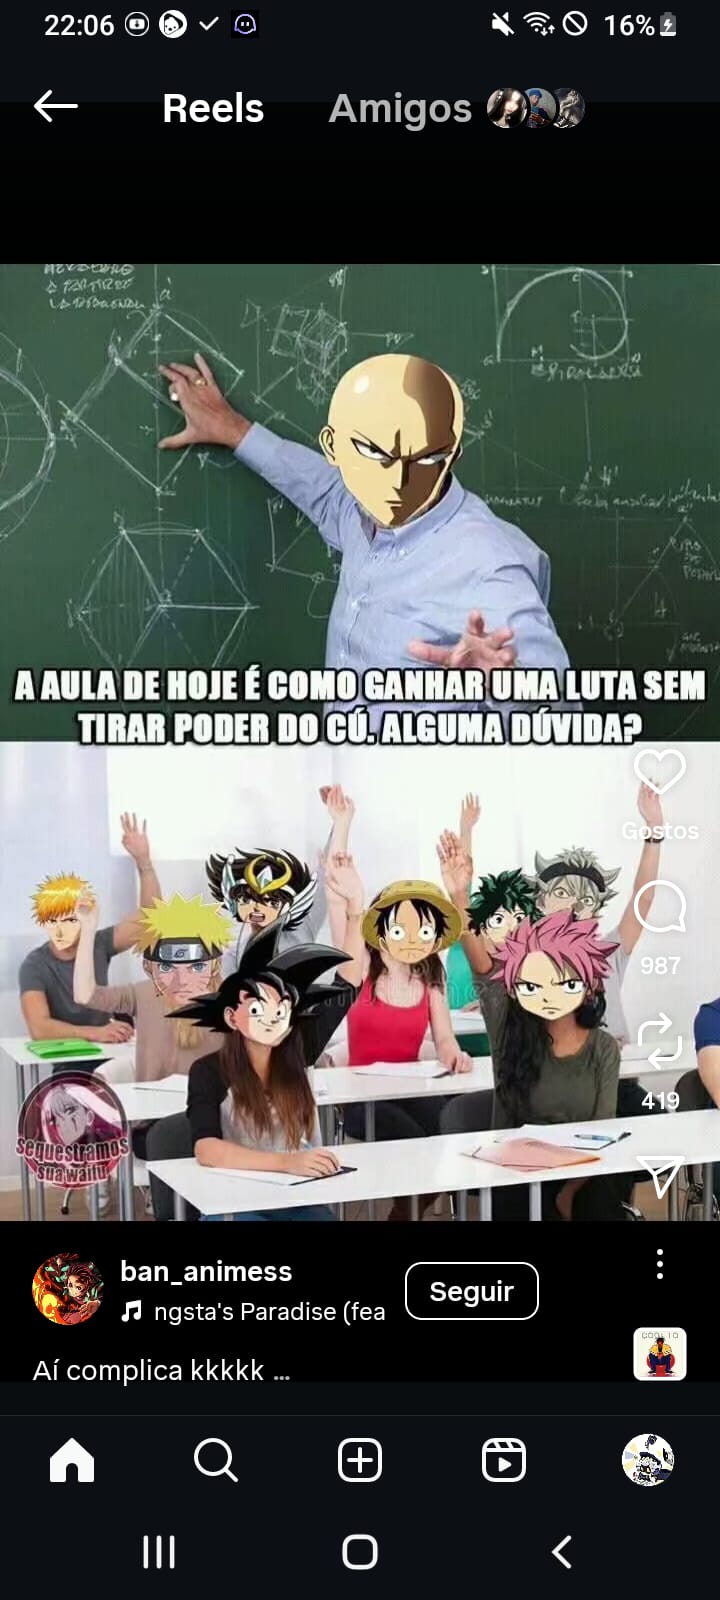 22:06
16%
Reels
Amigos
A AULA DE HOJE É COMO GANHAR UMA LUTA SEM
TIRAR PODER DO CÚ. ALGUMA DÚVIDA?
Gostos
987
419
sequestramos
sua waifu
ban_animess
Seguir
ngsta's Paradise (fea
COOLIO
Aí complica kkkkk ...